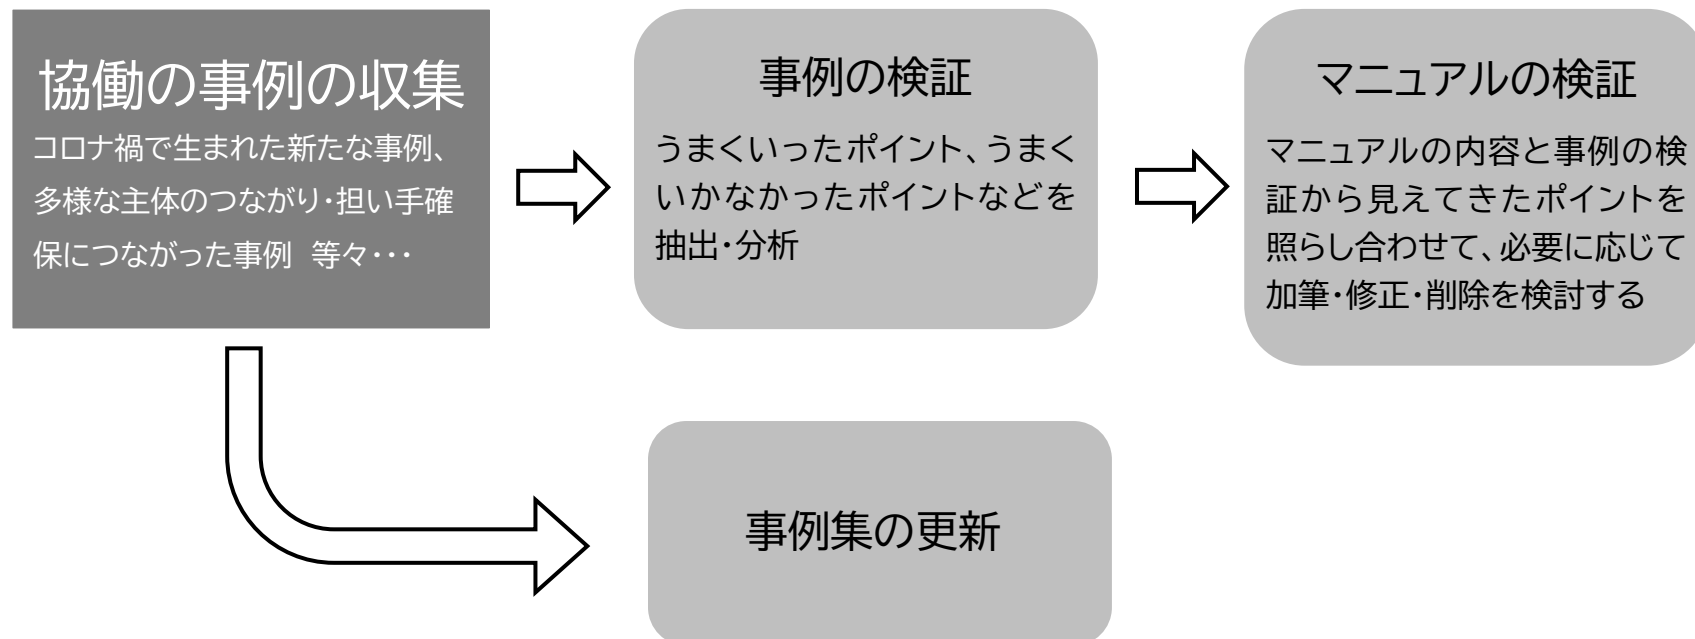 協働の事例の収集
コロナ禍で生まれた新たな事例、
多様な主体のつながり・担い手確
保につながった事例　等々・・・
事例の検証
うまくいったポイント、うまく
いかなかったポイントなどを
抽出・分析
マニュアルの検証
マニュアルの内容と事例の検
証から見えてきたポイントを
照らし合わせて、必要に応じて
加筆・修正・削除を検討する
事例集の更新